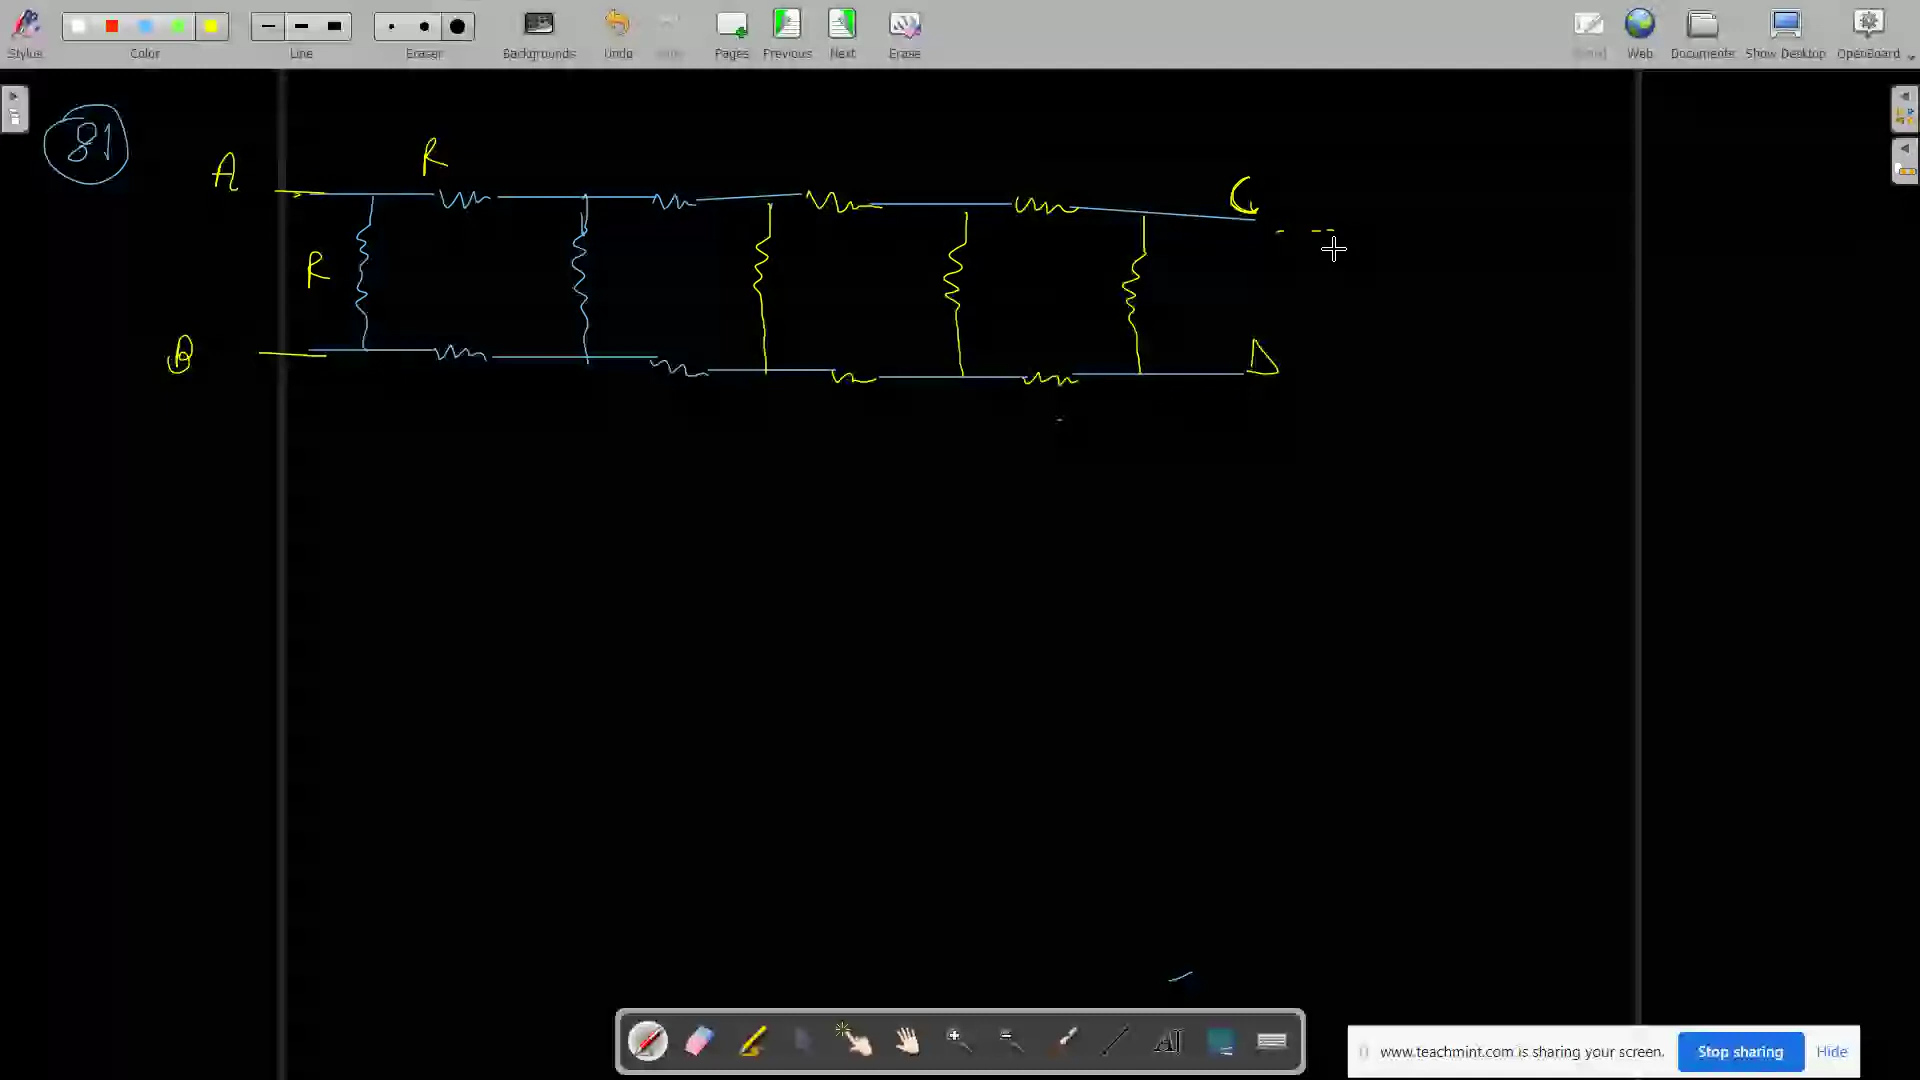 Stylus
Color
Line
Eraser
Backgrounds
Undo
Pages
Previous
Next
Erase
Web
Documents
Show Desktop
OpenBoard
81
A
R
C
R
B
D
www.teachmint.com is sharing your screen.
Stop sharing
Hide